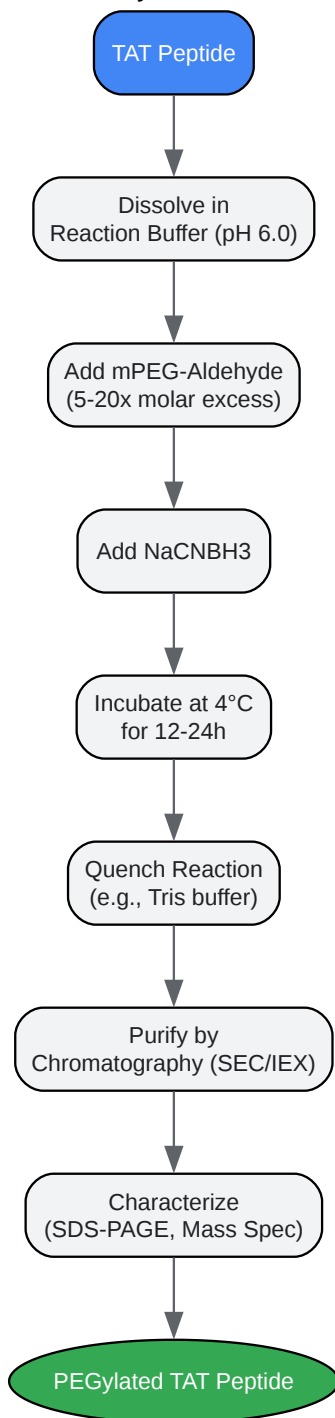 TAT Peptide
Dissolve in
Reaction Buffer (pH 6.0)
Add mPEG-Aldehyde
(5-20x molar excess)
Add NaCNBH3
Incubate at 4°C
for 12-24h
Quench Reaction
(e.g., Tris buffer)
Purify by
Chromatography (SEC/IEX)
Characterize
(SDS-PAGE, Mass Spec)
PEGylated TAT Peptide